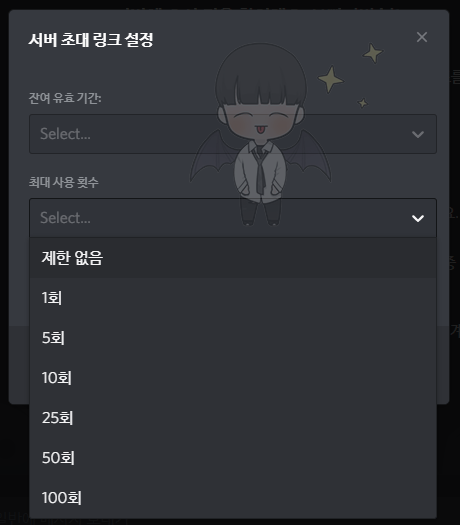 서버 초대 링크 설정
잔여 유효 기간:
Select...
최대 사용 횟수
Select...
제한 없음
1회
5회
10회
25회
50회
100회